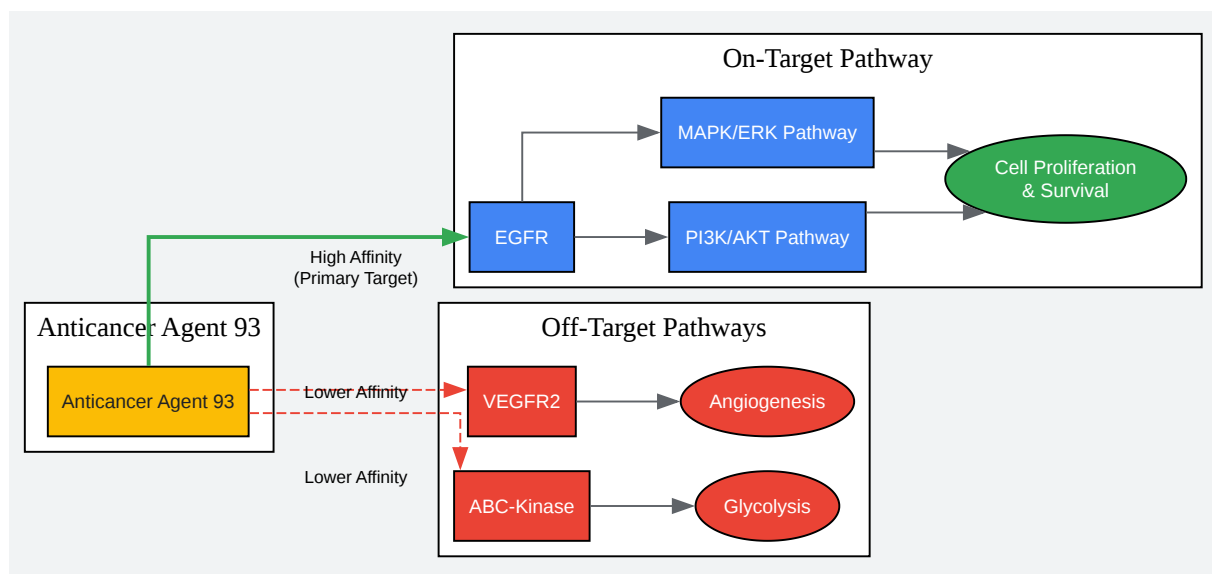 On-Target Pathway
MAPK/ERK Pathway
Cell Proliferation
& Survival
EGFR
PI3K/AKT Pathway
High Affinity
(Primary Target)
Anticancer Agent 93
Anticancer Agent 93
Off-Target Pathways
Lower Affinity
VEGFR2
Angiogenesis
Lower Affinity
ABC-Kinase
Glycolysis